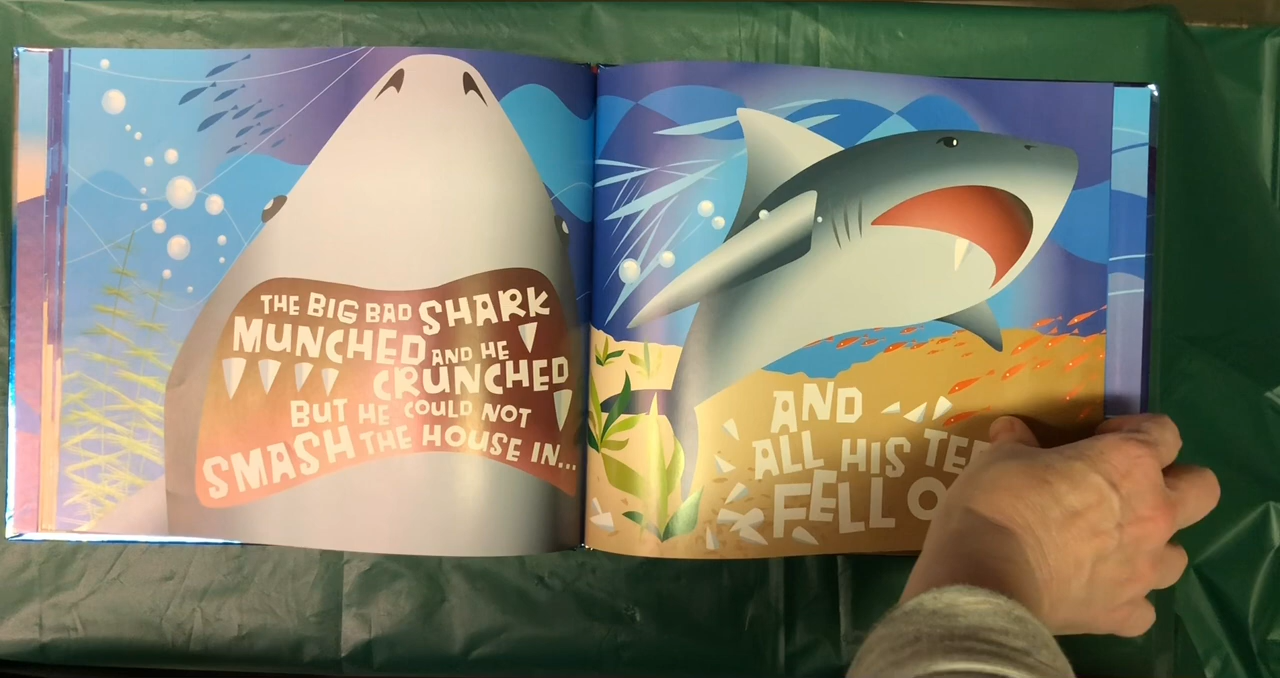 THE BIG BAD SHARK
MUNCHED AND HE
CRUNCHED
BUT HE COULD NOT
SMASH THE HOUSE IN...
AND
ALL HIS
FELL